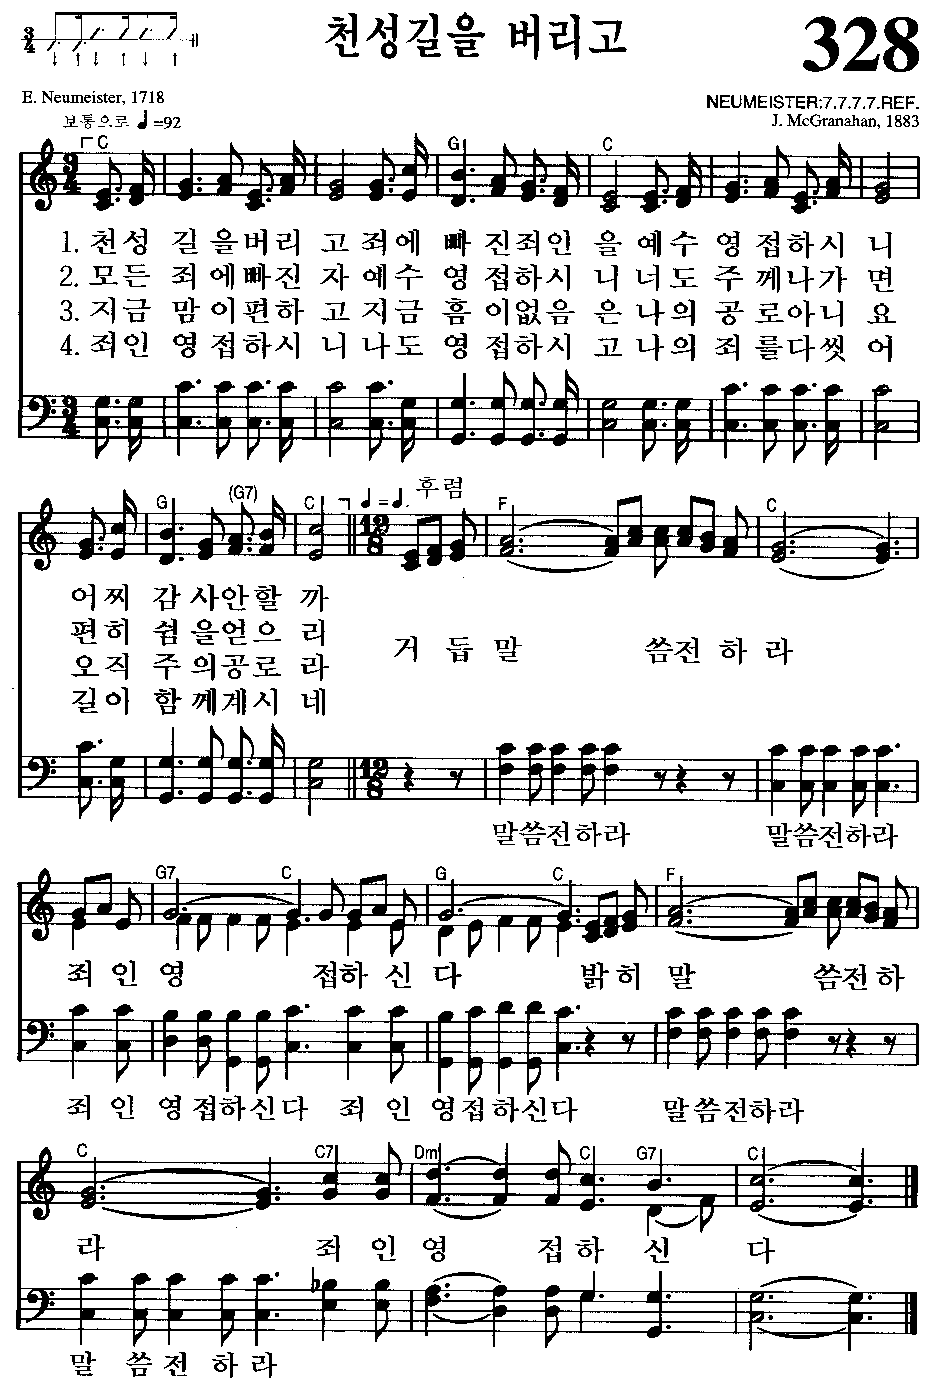 천성길을 버리고
328
E. Neumeister, 1718
NEUMEISTER:7.7.7.7.REF.
보통으로 ♩=92
J. McGranahan, 1883
C G C
1. 천성 길 을버리 고죄에 빠 진죄인 을 예수 영 접하시 니
2. 모든 죄 에빠진 자예수 영 접하시 니너도 주 께나가 면
3. 지금 맘 이편하 고지금 흠 이없음 은나의 공 로아니 요
4. 죄인 영 접하시 니나도 영 접하시 고나의 죄 를다씻 어
G (G7) C ♩=♩. 후렴 F C
어찌 감 사안할 까
편히 쉼 을얻으 리
오직 주 의공로 라
길이 함 께계시 네
거 듭 말 씀전 하 라
말씀전하라 말씀전하라
G7 C G C F
죄 인 영 접하 신 다 밝히 말 씀전 하
죄 인 영접하신다 죄 인 영접하신다 말씀전하라
C C7 Dm C G7 C
라 죄 인 영 접 하 신 다
말 씀전 하 라